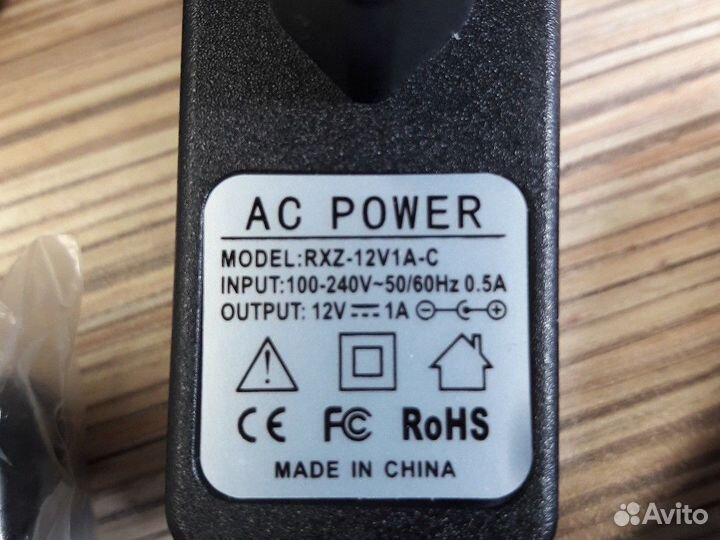 AC POWER
MODEL:RXZ-12V1A-C
INPUT:100-240V~50/60Hz 0.5A
OUTPUT: 12V⎓1A
CE FC RoHS
MADE IN CHINA
Avito